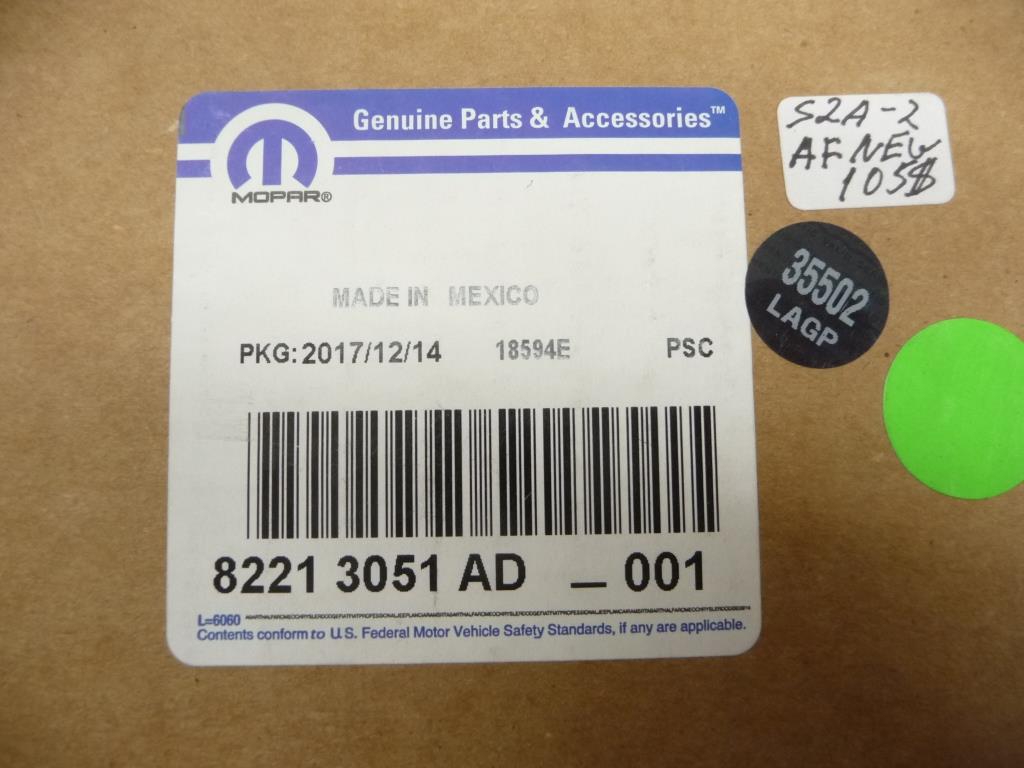 Genuine Parts & Accessories™
MOPAR®
MADE IN MEXICO
PKG: 2017/12/14 18594E PSC
8221 3051 AD _ 001
L=6060
Contents conform to U.S. Federal Motor Vehicle Safety Standards, if any are applicable.
S2A-2
AF NEW
105$
35502
LAGP